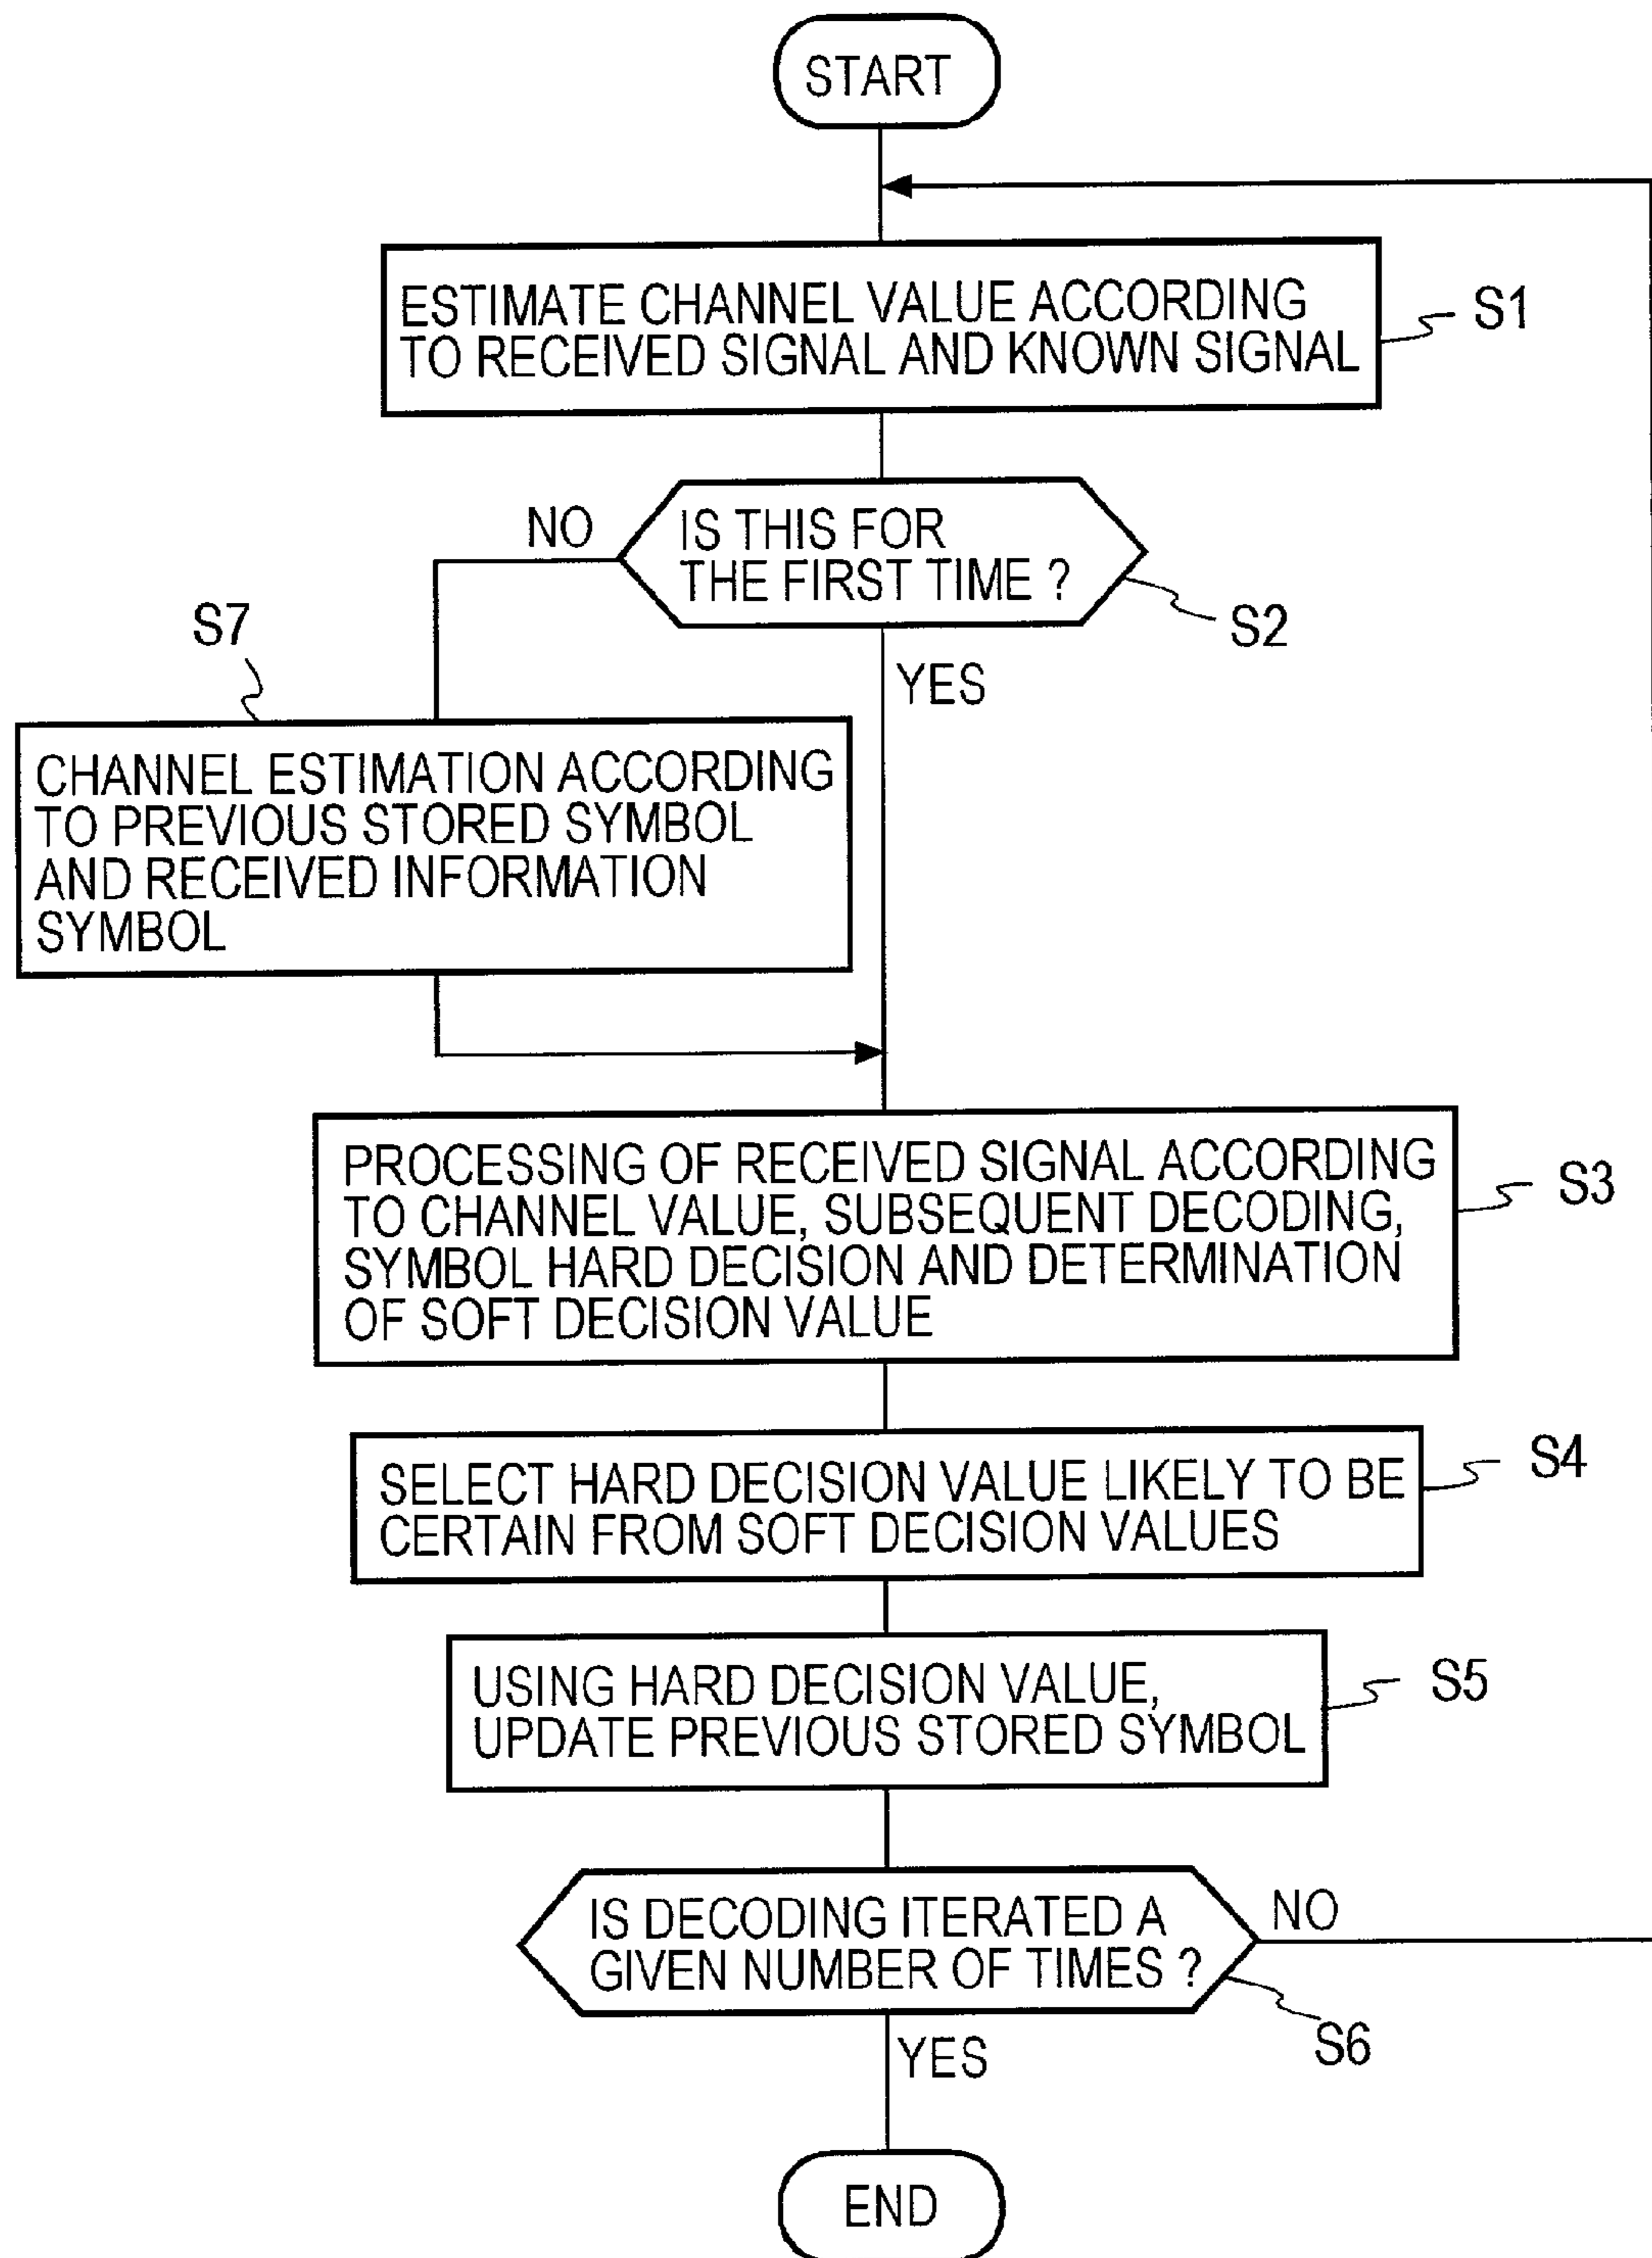 START
ESTIMATE CHANNEL VALUE ACCORDING
TO RECEIVED SIGNAL AND KNOWN SIGNAL
S1
NO
IS THIS FOR
THE FIRST TIME ?
S2
S7
YES
CHANNEL ESTIMATION ACCORDING
TO PREVIOUS STORED SYMBOL
AND RECEIVED INFORMATION
SYMBOL
PROCESSING OF RECEIVED SIGNAL ACCORDING
TO CHANNEL VALUE, SUBSEQUENT DECODING,
SYMBOL HARD DECISION AND DETERMINATION
OF SOFT DECISION VALUE
S3
SELECT HARD DECISION VALUE LIKELY TO BE
CERTAIN FROM SOFT DECISION VALUES
S4
USING HARD DECISION VALUE,
UPDATE PREVIOUS STORED SYMBOL
S5
IS DECODING ITERATED A
GIVEN NUMBER OF TIMES ?
NO
S6
YES
END